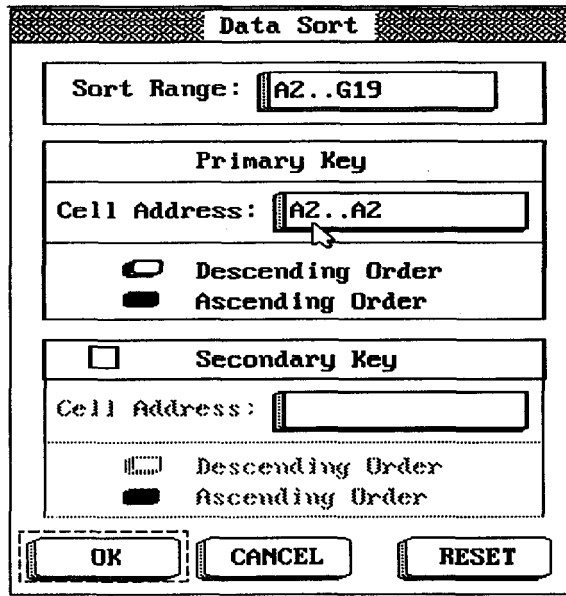 Data Sort
Sort Range: A2..G19
Primary Key
Cell Address: A2..A2
Descending Order
Ascending Order
Secondary Key
Cell Address:
Descending Order
Ascending Order
OK CANCEL RESET